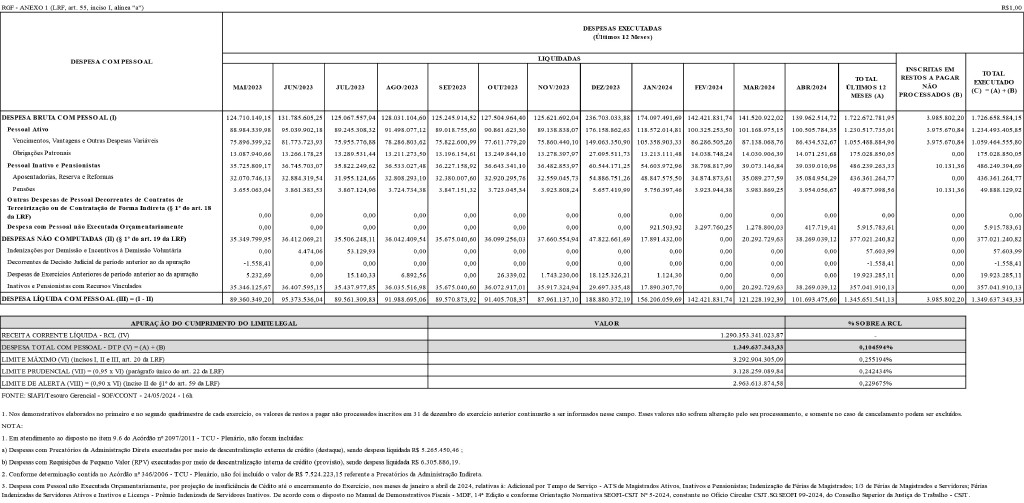 RGF - ANEXO 1 (LRF, art. 55, inciso I, alínea "a") R$1,00
DESPESA COM PESSOAL
DESPESAS EXECUTADAS
(Últimos 12 Meses)
LIQUIDADAS
INSCRITAS EM RESTOS A PAGAR NÃO PROCESSADOS (B)
TOTAL EXECUTADO (C) = (A) + (B)
MAI/2023 JUN/2023 JUL/2023 AGO/2023 SET/2023 OUT/2023 NOV/2023 DEZ/2023 JAN/2024 FEV/2024 MAR/2024 ABR/2024 TOTAL ÚLTIMOS 12 MESES (A)
DESPESA BRUTA COM PESSOAL (I) 124.710.149,15 131.785.605,25 125.067.557,94 128.031.104,60 125.245.914,52 127.504.964,40 125.621.692,04 236.703.033,88 174.097.491,69 142.421.831,74 141.520.922,02 139.962.514,72 1.722.672.781,95 3.985.802,20 1.726.658.584,15
Pessoal Ativo 88.984.339,98 95.039.902,18 89.245.308,32 91.498.077,12 89.018.755,60 90.861.623,30 89.138.838,07 176.158.862,63 118.572.014,81 100.325.253,50 101.168.975,15 100.505.784,35 1.230.517.735,01 3.975.670,84 1.234.493.405,85
Vencimentos, Vantagens e Outras Despesas Variáveis 75.896.399,32 81.773.723,93 75.955.776,88 78.286.803,62 75.822.600,99 77.611.779,20 75.860.440,10 149.063.350,90 105.358.903,33 86.286.505,26 87.138.068,76 86.434.532,67 1.055.488.884,96 3.975.670,84 1.059.464.555,80
Obrigações Patronais 13.087.940,66 13.266.178,25 13.289.531,44 13.211.273,50 13.196.154,61 13.249.844,10 13.278.397,97 27.095.511,73 13.213.111,48 14.038.748,24 14.030.906,39 14.071.251,68 175.028.850,05 0,00 175.028.850,05
Pessoal Inativo e Pensionistas 35.725.809,17 36.745.703,07 35.822.249,62 36.533.027,48 36.227.158,92 36.643.341,10 36.482.853,97 60.544.171,25 54.603.972,96 38.798.817,99 39.073.146,84 39.039.010,96 486.239.263,33 10.131,36 486.249.394,69
Aposentadorias, Reserva e Reformas 32.070.746,13 32.884.319,54 31.955.124,66 32.808.293,10 32.380.007,60 32.920.295,76 32.559.045,73 54.886.751,26 48.847.575,50 34.874.873,61 35.089.277,59 35.084.954,29 436.361.264,77 0,00 436.361.264,77
Pensões 3.655.063,04 3.861.383,53 3.867.124,96 3.724.734,38 3.847.151,32 3.723.045,34 3.923.808,24 5.657.419,99 5.756.397,46 3.923.944,38 3.983.869,25 3.954.056,67 49.877.998,56 10.131,36 49.888.129,92
Outras Despesas de Pessoal Decorrentes de Contratos de
Terceirização ou de Contratação de Forma Indireta (§ 1º do art. 18
da LRF) 0,00 0,00 0,00 0,00 0,00 0,00 0,00 0,00 0,00 0,00 0,00 0,00 0,00 0,00 0,00
Despesa com Pessoal não Executada Orçamentariamente 0,00 0,00 0,00 0,00 0,00 0,00 0,00 0,00 921.503,92 3.297.760,25 1.278.800,03 417.719,41 5.915.783,61 0,00 5.915.783,61
DESPESAS NÃO COMPUTADAS (II) (§ 1º do art. 19 da LRF) 35.349.799,95 36.412.069,21 35.506.248,11 36.042.409,54 35.675.040,60 36.099.256,03 37.660.554,94 47.822.661,69 17.891.432,00 0,00 20.292.729,63 38.269.039,12 377.021.240,82 0,00 377.021.240,82
Indenizações por Demissão e Incentivos à Demissão Voluntária 0,00 4.474,06 53.129,93 0,00 0,00 0,00 0,00 0,00 0,00 0,00 0,00 0,00 57.603,99 0,00 57.603,99
Decorrentes de Decisão Judicial de período anterior ao da apuração -1.558,41 0,00 0,00 0,00 0,00 0,00 0,00 0,00 0,00 0,00 0,00 0,00 -1.558,41 0,00 -1.558,41
Despesas de Exercícios Anteriores de período anterior ao da apuração 5.232,69 0,00 15.140,33 6.892,56 0,00 26.339,02 1.743.230,00 18.125.326,21 1.124,30 0,00 0,00 0,00 19.923.285,11 0,00 19.923.285,11
Inativos e Pensionistas com Recursos Vinculados 35.346.125,67 36.407.595,15 35.437.977,85 36.035.516,98 35.675.040,60 36.072.917,01 35.917.324,94 29.697.335,48 17.890.307,70 0,00 20.292.729,63 38.269.039,12 357.041.910,13 0,00 357.041.910,13
DESPESA LÍQUIDA COM PESSOAL (III) = (I - II) 89.360.349,20 95.373.536,04 89.561.309,83 91.988.695,06 89.570.873,92 91.405.708,37 87.961.137,10 188.880.372,19 156.206.059,69 142.421.831,74 121.228.192,39 101.693.475,60 1.345.651.541,13 3.985.802,20 1.349.637.343,33
APURAÇÃO DO CUMPRIMENTO DO LIMITE LEGAL VALOR % SOBRE A RCL
RECEITA CORRENTE LÍQUIDA - RCL (IV) 1.290.353.341.023,87 -
DESPESA TOTAL COM PESSOAL - DTP (V) = (A) + (B) 1.349.637.343,33 0,104594%
LIMITE MÁXIMO (VI) (incisos I, II e III, art. 20 da LRF) 3.292.904.305,09 0,255194%
LIMITE PRUDENCIAL (VII) = (0,95 x VI) (parágrafo único do art. 22 da LRF) 3.128.259.089,84 0,242434%
LIMITE DE ALERTA (VIII) = (0,90 x VI) (inciso II do §1º do art. 59 da LRF) 2.963.613.874,58 0,229675%
FONTE: SIAFI/Tesouro Gerencial - SOF/CCONT - 24/05/2024 - 16h
1. Nos demonstrativos elaborados no primeiro e no segundo quadrimestre de cada exercício, os valores de restos a pagar não processados inscritos em 31 de dezembro do exercício anterior continuarão a ser informados nesse campo. Esses valores não sofrem alteração pelo seu processamento, e somente no caso de cancelamento podem ser excluídos.
NOTA:
1. Em atendimento ao disposto no item 9.6 do Acórdão nº 2097/2011 - TCU - Plenário, não foram incluídas:
a) Despesas com Precatórios da Administração Direta executadas por meio de descentralização externa de crédito (destaque), sendo despesa liquidada R$ 5.265.450,46 ;
b) Despesas com Requisições de Pequeno Valor (RPV) executadas por meio de descentralização interna de crédito (provisão), sendo despesa liquidada R$ 6.305.886,19.
2. Conforme determinação contida no Acórdão nº 346/2006 - TCU - Plenário, não foi incluído o valor de R$ 7.524.223,15 referente a Precatórios da Administração Indireta.
3. Despesa com Pessoal não Executada Orçamentariamente, por projeção de insuficiência de Crédito até o encerramento do Exercício, nos meses de janeiro a abril de 2024, relativas à: Adicional por Tempo de Serviço - ATS de Magistrados Ativos, Inativos e Pensionistas; Indenização de Férias de Magistrados; 1/3 de Férias de Magistrados e Servidores; Férias
Indenizadas de Servidores Ativos e Inativos e Licença - Prêmio Indenizada de Servidores Inativos. De acordo com o disposto no Manual de Demonstrativos Fiscais - MDF, 14ª Edição e conforme Orientação Normativa SEOFI-CSJT Nº 5-2024, constante no Ofício Circular CSJT.SG.SEOFI 99-2024, do Conselho Superior da Justiça do Trabalho - CSJT.